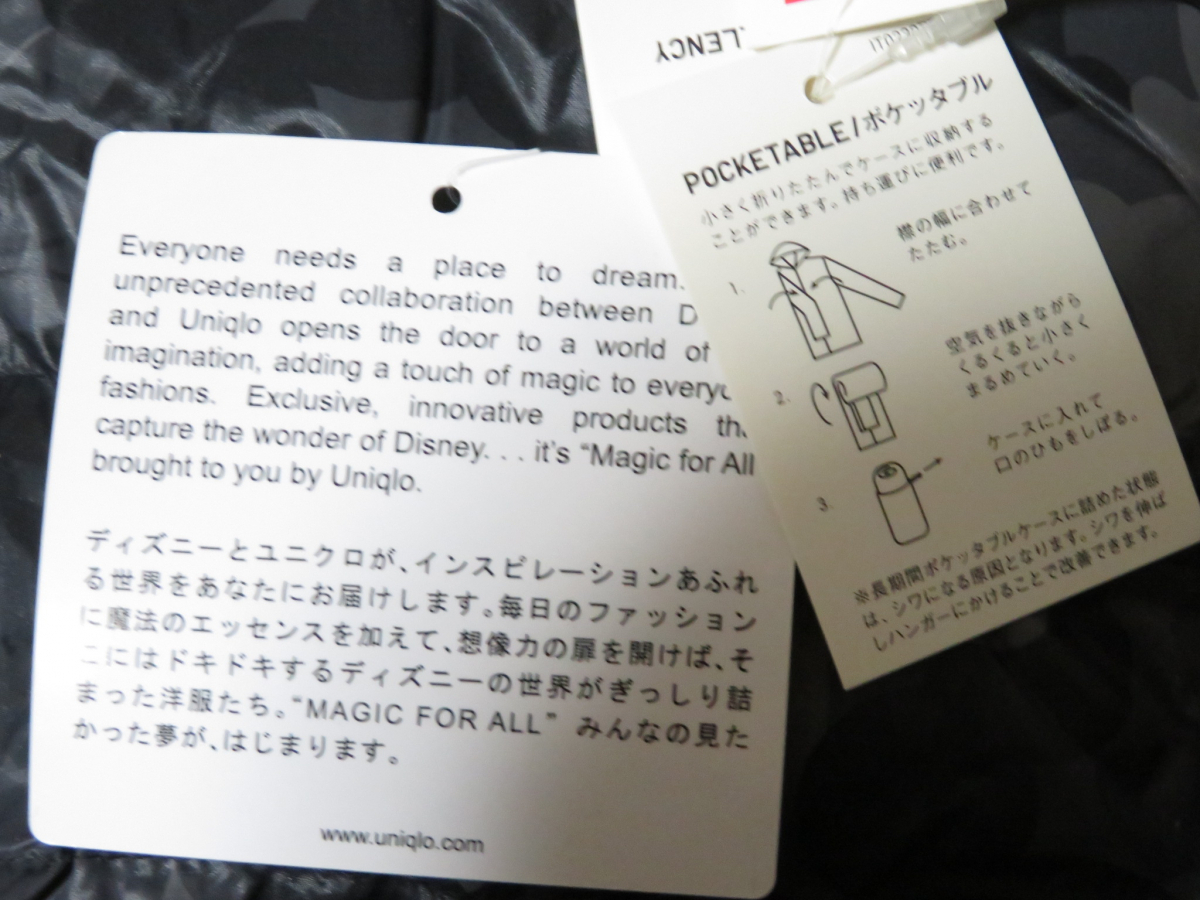 Everyone needs a place to dream.
unprecedented collaboration between D
and Uniqlo opens the door to a world of
imagination, adding a touch of magic to everyd
fashions. Exclusive, innovative products tha
capture the wonder of Disney. . . it's “Magic for All
brought to you by Uniqlo.
ディズニーとユニクロが、インスピレーションあふれ
る世界をあなたにお届けします。毎日のファッション
に魔法のエッセンスを加えて、想像力の扉を開けば、そ
こにはドキドキするディズニーの世界がぎっしり詰
まった洋服たち。“MAGIC FOR ALL” みんなの見た
かった夢が、はじまります。
www.uniqlo.com
.LENCY
POCKETABLE/ポケッタブル
小さく折りたたんでケースに収納する
ことができます。持ち運びに便利です。
1.
襟の幅に合わせて
たたむ。
2.
空気を抜きながら
くるくると小さく
まるめていく。
3.
ケースに入れて
口のひもをしぼる。
※長期間ポケッタブルケースに詰めた状態
は、シワになる原因となります。シワを伸ば
しハンガーにかけることで改善できます。